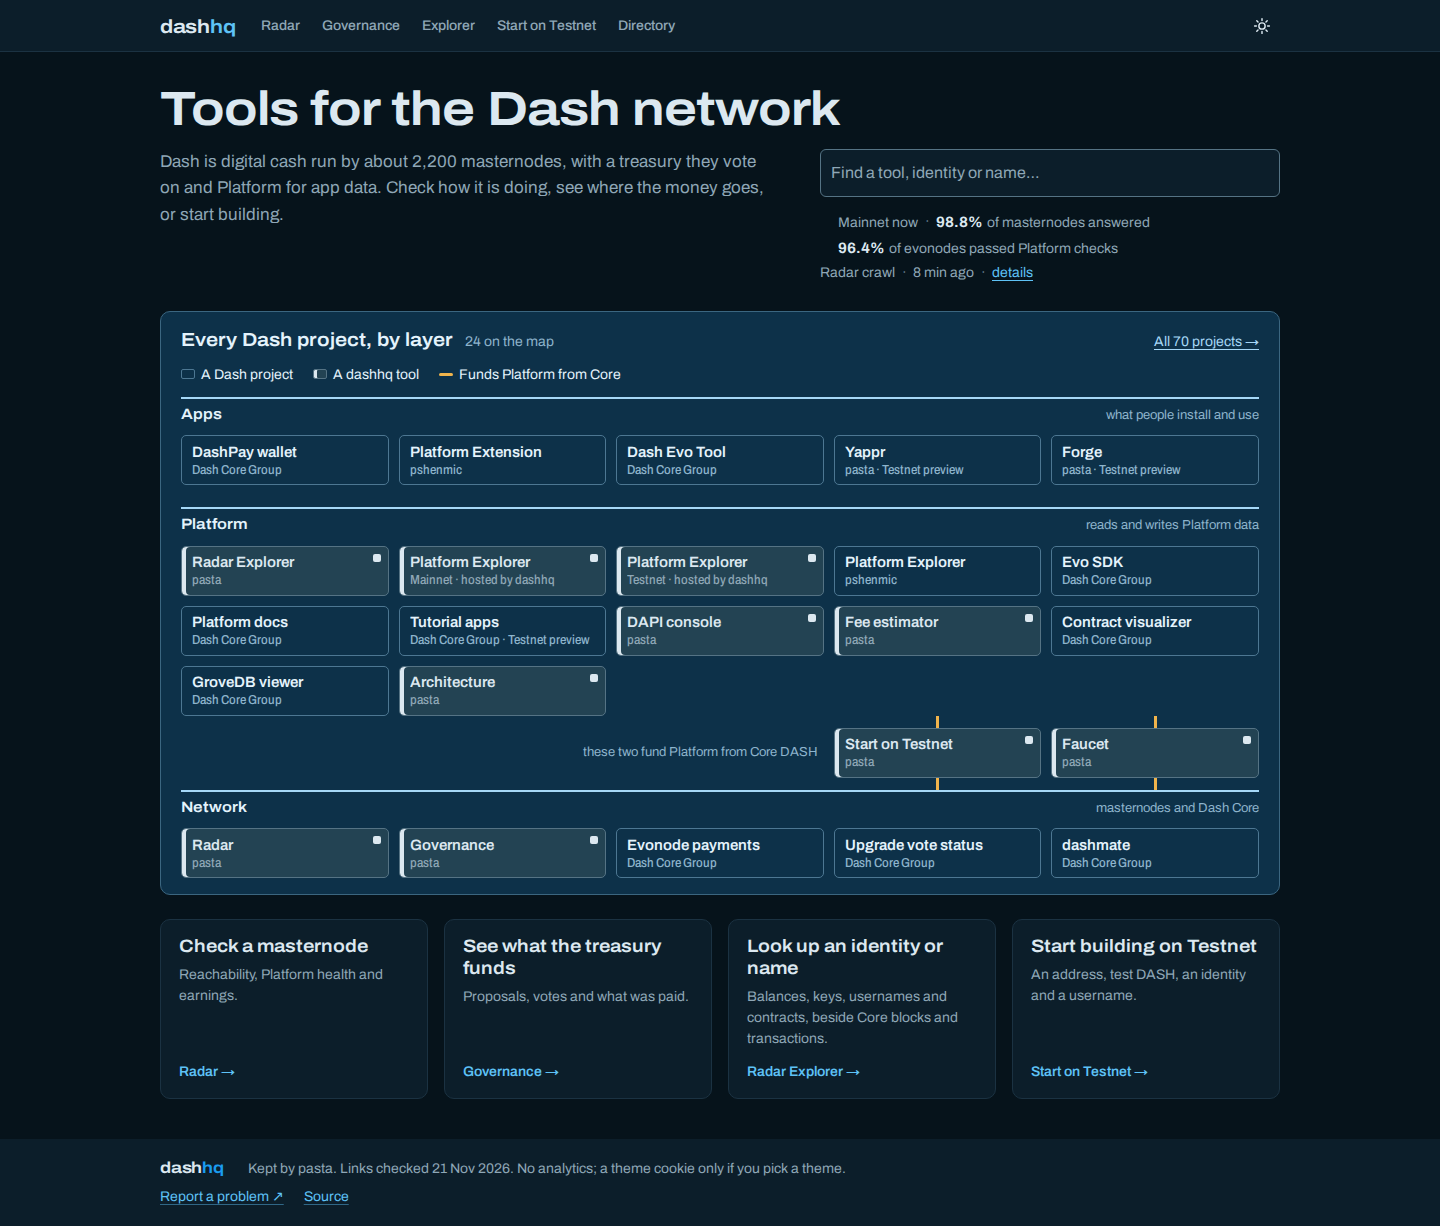 dashhq Radar Governance Explorer Start on Testnet Directory
Tools for the Dash network
Dash is digital cash run by about 2,200 masternodes, with a treasury they vote
on and Platform for app data. Check how it is doing, see where the money goes,
or start building.
Find a tool, identity or name...
Mainnet now · 98.8% of masternodes answered
96.4% of evonodes passed Platform checks
Radar crawl · 8 min ago · details
Every Dash project, by layer 24 on the map All 70 projects →
A Dash project A dashhq tool Funds Platform from Core
Apps what people install and use
DashPay wallet
Dash Core Group
Platform Extension
pshenmic
Dash Evo Tool
Dash Core Group
Yappr
pasta · Testnet preview
Forge
pasta · Testnet preview
Platform reads and writes Platform data
Radar Explorer
pasta
Platform Explorer
Mainnet · hosted by dashhq
Platform Explorer
Testnet · hosted by dashhq
Platform Explorer
pshenmic
Evo SDK
Dash Core Group
Platform docs
Dash Core Group
Tutorial apps
Dash Core Group · Testnet preview
DAPI console
pasta
Fee estimator
pasta
Contract visualizer
Dash Core Group
GroveDB viewer
Dash Core Group
Architecture
pasta
these two fund Platform from Core DASH
Start on Testnet
pasta
Faucet
pasta
Network masternodes and Dash Core
Radar
pasta
Governance
pasta
Evonode payments
Dash Core Group
Upgrade vote status
Dash Core Group
dashmate
Dash Core Group
Check a masternode
Reachability, Platform health and
earnings.
Radar →
See what the treasury
funds
Proposals, votes and what was paid.
Governance →
Look up an identity or
name
Balances, keys, usernames and
contracts, beside Core blocks and
transactions.
Radar Explorer →
Start building on Testnet
An address, test DASH, an identity
and a username.
Start on Testnet →
dashhq Kept by pasta. Links checked 21 Nov 2026. No analytics; a theme cookie only if you pick a theme.
Report a problem ↗ Source